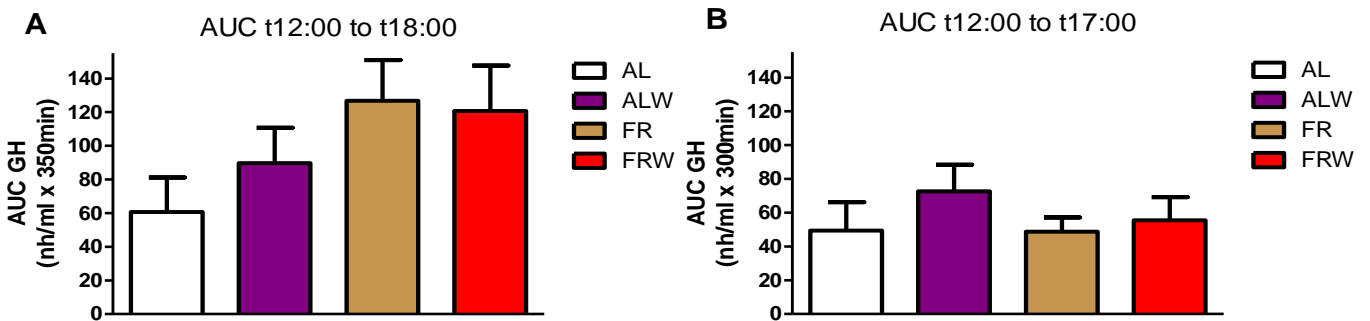 A
AUC t12:00 to t18:00
AUC GH
(nh/ml x 350min)
140
120
100
80
60
40
20
0
AL
ALW
FR
FRW
B
AUC t12:00 to t17:00
AUC GH
(nh/ml x 300min)
140
120
100
80
60
40
20
0
AL
ALW
FR
FRW